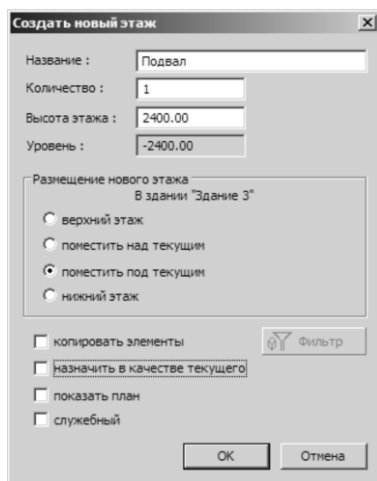 Создать новый этаж
Название : Подвал
Количество : 1
Высота этажа : 2400.00
Уровень : -2400.00
Размещение нового этажа
В здании "Здание 3"
верхний этаж
поместить над текущим
поместить под текущим
нижний этаж
копировать элементы Фильтр
назначить в качестве текущего
показать план
служебный
OK Отмена